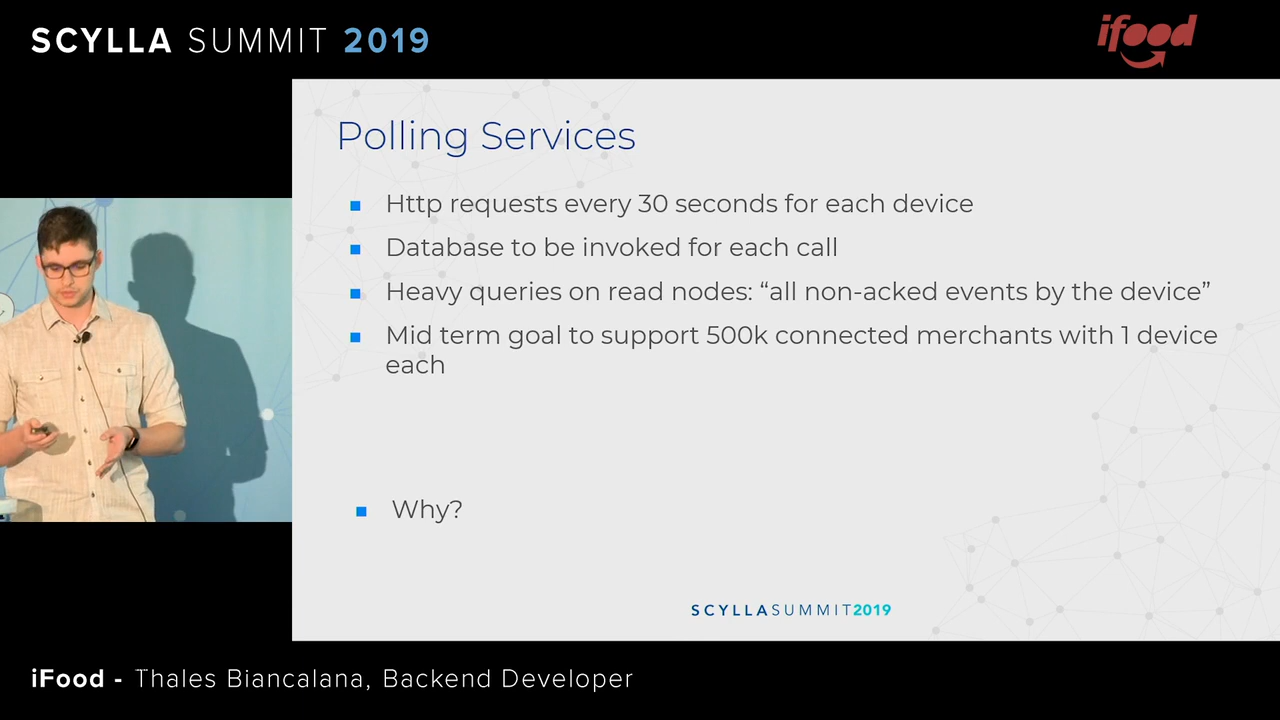 SCYLLA SUMMIT 2019
ifood
Polling Services
Http requests every 30 seconds for each device
Database to be invoked for each call
Heavy queries on read nodes: “all non-acked events by the device”
Mid term goal to support 500k connected merchants with 1 device
each
Why?
SCYLLASUMMIT2019
iFood - Thales Biancalana, Backend Developer